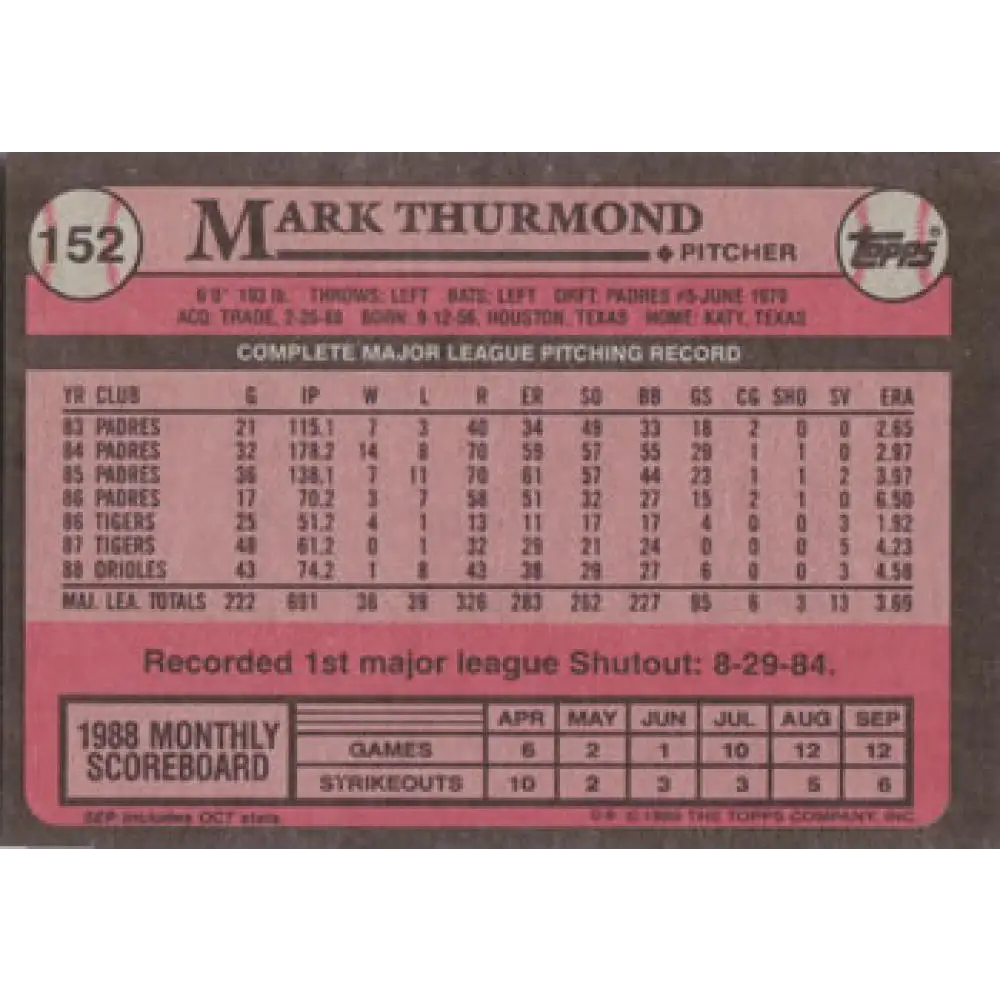 152
MARK THURMOND
PITCHER
TOPPS®
6'0" 193 lb. THROWS: LEFT BATS: LEFT DRFT: PADRES #5-JUNE 1979
ACQ: TRADE, 2-25-88 BORN: 9-12-56, HOUSTON, TEXAS HOME: KATY, TEXAS
COMPLETE MAJOR LEAGUE PITCHING RECORD
YR CLUB G IP W L R ER SO BB GS CG SHO SV ERA
83 PADRES 21 115.1 7 3 40 34 49 33 18 2 0 0 2.65
84 PADRES 32 178.2 14 8 70 59 57 55 29 1 1 0 2.97
85 PADRES 36 138.1 7 11 70 61 57 44 23 1 1 2 3.97
86 PADRES 17 70.2 3 7 58 51 32 27 15 2 1 0 6.50
86 TIGERS 25 51.2 4 1 13 11 17 17 4 0 0 3 1.92
87 TIGERS 48 61.2 0 1 32 29 21 24 0 0 0 5 4.23
88 ORIOLES 43 74.2 1 8 43 38 29 27 6 0 0 3 4.58
MAJ. LEA. TOTALS 222 691 36 39 326 283 262 227 95 6 3 13 3.69
Recorded 1st major league Shutout: 8-29-84.
1988 MONTHLY SCOREBOARD
APR MAY JUN JUL AUG SEP
GAMES 6 2 1 10 12 12
STRIKEOUTS 10 2 3 3 5 6
SEP includes OCT stats
© 1989 THE TOPPS COMPANY, INC.